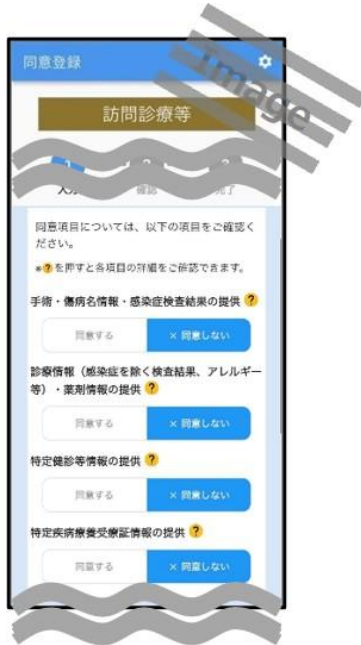 同意登録
Image
訪問診療等
確認
完了
同意項目については、以下の項目をご確認く
ださい。
※?を押すと各項目の詳細をご確認できます。
手術・傷病名情報・感染症検査結果の提供 ?
同意する × 同意しない
診療情報(感染症を除く検査結果、アレルギー
等)・薬剤情報の提供 ?
同意する × 同意しない
特定健診等情報の提供 ?
同意する × 同意しない
特定疾病療養受療証情報の提供 ?
同意する × 同意しない